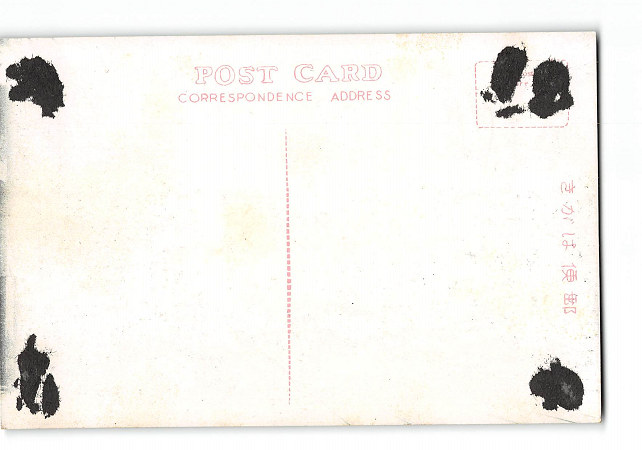 POST CARD
CORRESPONDENCE ADDRESS
きがは便郵